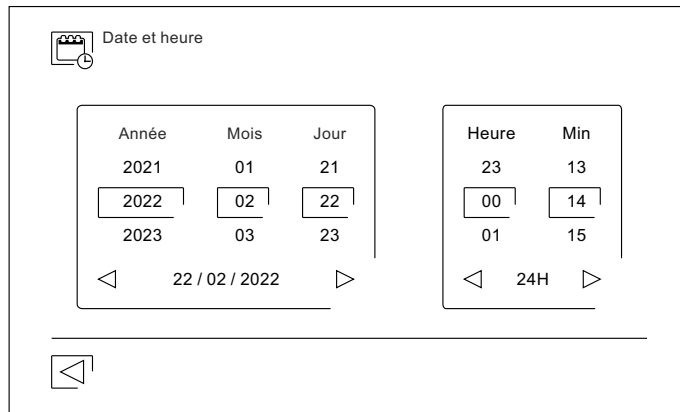 Date et heure
Année Mois Jour
2021 01 21
2022 02 22
2023 03 23
22 / 02 / 2022
Heure Min
23 13
00 14
01 15
24H